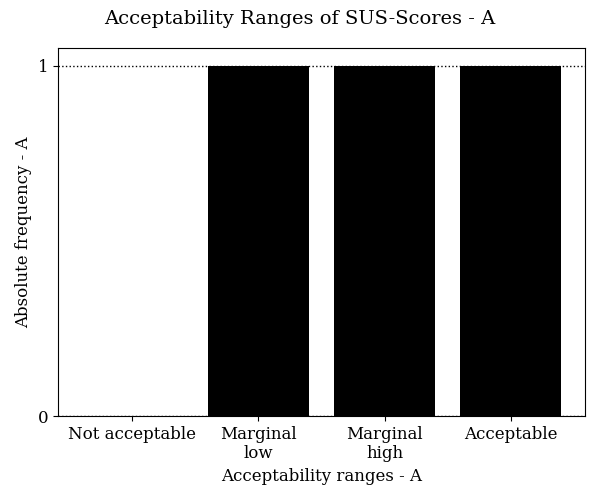 Acceptability Ranges of SUS-Scores - A
Absolute frequency - A
1
0
Not acceptable
Marginal
low
Marginal
high
Acceptable
Acceptability ranges - A